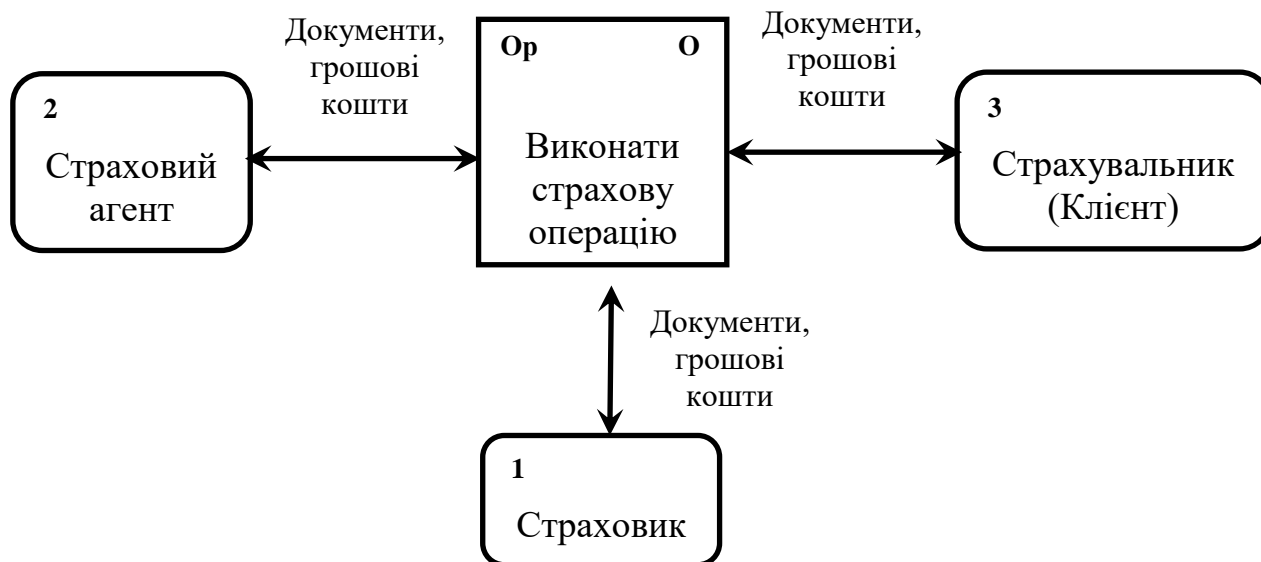 Документи,
грошові
кошти
Ор О
Документи,
грошові
кошти
2
Страховий
агент
Виконати
страхову
операцію
3
Страхувальник
(Клієнт)
Документи,
грошові
кошти
1
Страховик